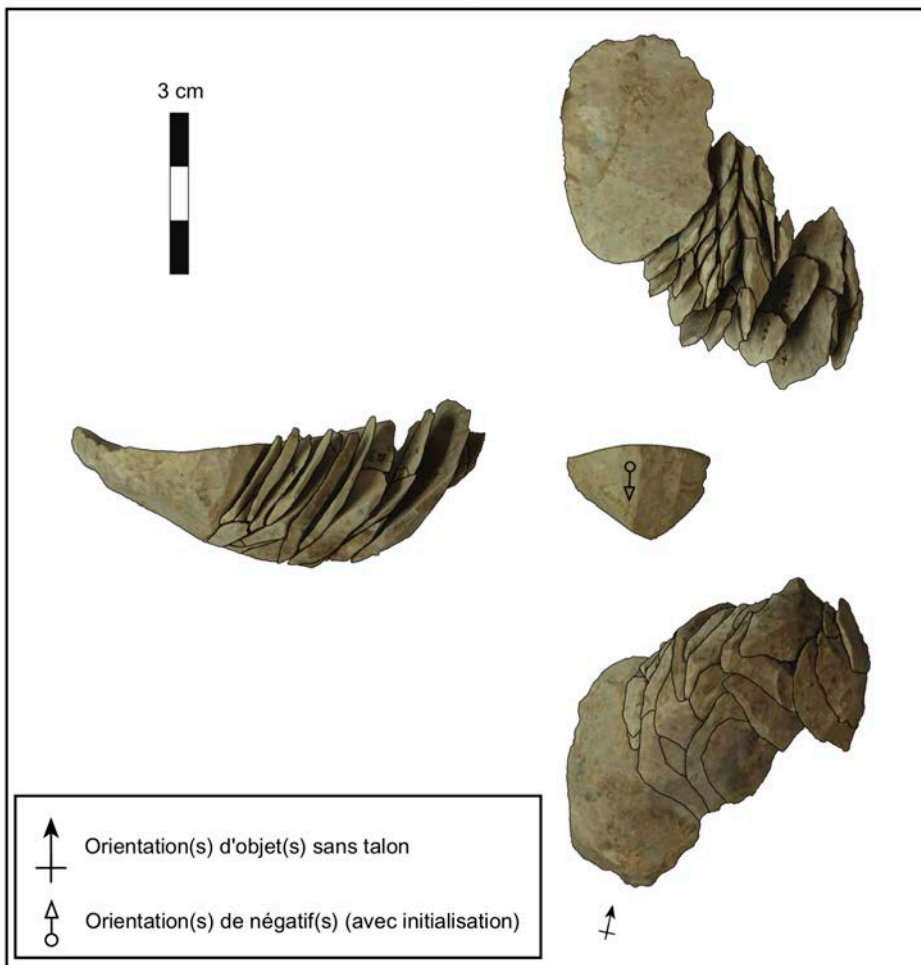 3 cm
Orientation(s) d'objet(s) sans talon
Orientation(s) de négatif(s) (avec initialisation)